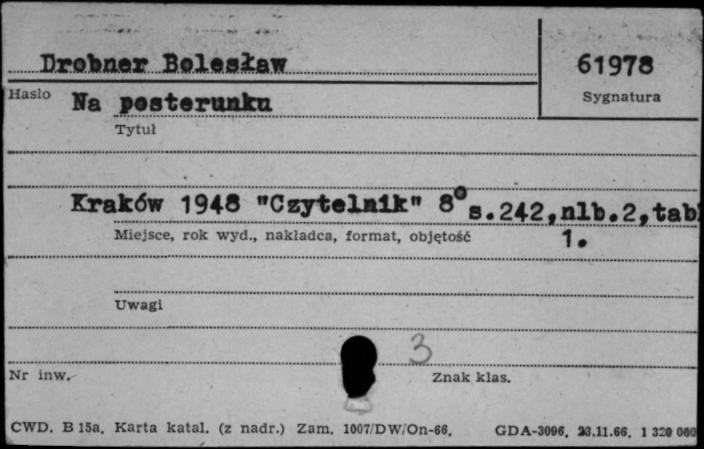 Drobner Bolesław
61978
Hasło
Sygnatura
Na posterunku
Tytuł
Kraków 1948 "Czytelnik" 8° s.242,nlb.2,tabl
1.
Miejsce, rok wyd., nakładca, format, objętość
Uwagi
3
Nr inw.
Znak klas.
CWD. B 15a. Karta katal. (z nadr.) Zam. 1007/DW/On-66. GDA-3096. 23.11.66. 1 320 000